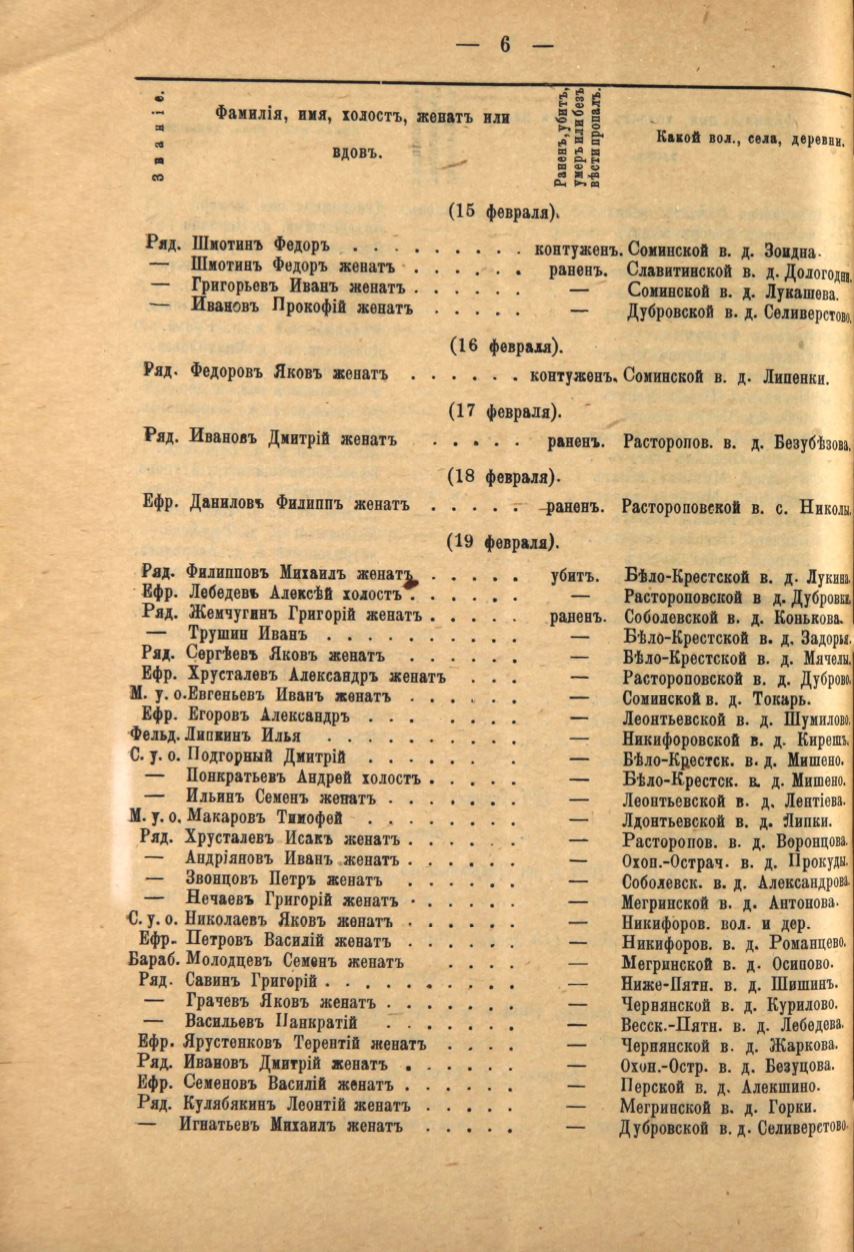 — 6 —
Званіе.
Фамилія, имя, холостъ, женатъ или
вдовъ.
Раненъ, убитъ,
умеръ или безъ
вѣсти пропалъ.
Какой вол., села, деревни.
(15 февраля).
Ряд. Шмотинъ Федоръ . . . . . . . . . контуженъ. Соминской в. д. Зоидна.
— Шмотинъ Федоръ женатъ . . . . . . раненъ. Славитинской в. д. Дологодни.
— Григорьевъ Иванъ женатъ . . . . . . — Соминской в. д. Лукашева.
— Ивановъ Прокофій женатъ . . . . . — Дубровской в. д. Селиверстово.
(16 февраля).
Ряд. Федоровъ Яковъ женатъ . . . . . . контуженъ. Соминской в. д. Липенки.
(17 февраля).
Ряд. Ивановъ Дмитрій женатъ . . . . . раненъ. Расторопов. в. д. Безубѣзова.
(18 февраля).
Ефр. Даниловъ Филиппъ женатъ . . . . . раненъ. Растороповской в. с. Николы.
(19 февраля).
Ряд. Филипповъ Михаилъ женатъ . . . . . убитъ. Бѣло-Крестской в. д. Лукина.
Ефр. Лебедевъ Алексѣй холостъ . . . . . . — Растороповской в д. Дубровка.
Ряд. Жемчугинъ Григорій женатъ . . . . . раненъ. Соболевской в. д. Конькова.
— Трушин Иванъ . . . . . . . . . . — Бѣло-Крестской в. д. Задорья.
Ряд. Сергѣевъ Яковъ женатъ . . . . . . — Бѣло-Крестской в. д. Мячелы.
Ефр. Хрусталевъ Александръ женатъ . . . — Растороповской в. д. Дуброво.
М. у. о. Евгеньевъ Иванъ женатъ . . . . . . — Соминской в. д. Токарь.
Ефр. Егоровъ Александръ . . . . . . . — Леонтьевской в. д. Шумилово.
Фельд. Липкинъ Илья . . . . . . . . . . — Никифоровской в. д. Кирешь.
С. у. о. Подгорный Дмитрій . . . . . . . . — Бѣло-Крестск. в. д. Мишено.
— Понкратьевъ Андрей холостъ . . . . . — Бѣло-Крестск. в. д. Мишено.
— Ильинъ Семенъ женатъ . . . . . . . — Леонтьевской в. д. Лентіева.
М. у. о. Макаровъ Тимофей . . . . . . . . — Лдонтьевской в. д. Липки.
Ряд. Хрусталевъ Исакъ женатъ . . . . . . — Расторопов. в. д. Воронцова.
— Андріяновъ Иванъ женатъ . . . . . . — Охон.-Острач. в. д. Прокуды.
— Звонцовъ Петръ женатъ . . . . . . — Соболевск. в. д. Александрова.
— Нечаевъ Григорій женатъ . . . . . . — Мегринской в. д. Антонова.
С. у. о. Николаевъ Яковъ женатъ . . . . . . — Никифоров. вол. и дер.
Ефр. Петровъ Василій женатъ . . . . . . — Никифоров. в. д. Романцево.
Бараб. Молодцевъ Семенъ женатъ . . . . — Мегринской в. д. Осипово.
Ряд. Савинъ Григорій . . . . . . . . . . — Ниже-Пятн. в. д. Шишинъ.
— Грачевъ Яковъ женатъ . . . . . . . — Чернянской в. д. Курилово.
— Васильевъ Панкратій . . . . . . . — Весск.-Пятн. в. д. Лебедева.
Ефр. Ярустенковъ Терентій женатъ . . . . — Чернянской в. д. Жаркова.
Ряд. Ивановъ Дмитрій женатъ . . . . . . — Охон.-Остр. в. д. Безуцова.
Ефр. Семеновъ Василій женатъ . . . . . . — Перской в. д. Алекшино.
Ряд. Кулябякинъ Леонтій женатъ . . . . . — Мегринской в. д. Горки.
— Игнатьевъ Михаилъ женатъ . . . . . — Дубровской в. д. Селиверстово.